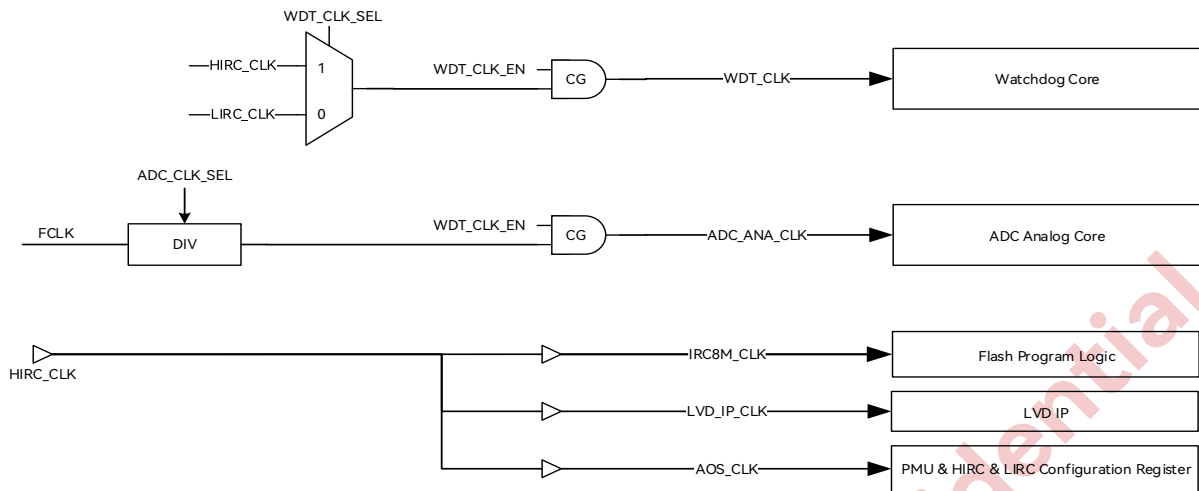 WDT_CLK_SEL
HIRC_CLK
1
WDT_CLK_EN
CG
WDT_CLK
Watchdog Core
LIRC_CLK
0
ADC_CLK_SEL
FCLK
DIV
WDT_CLK_EN
CG
ADC_ANA_CLK
ADC Analog Core
HIRC_CLK
IRC8M_CLK
Flash Program Logic
LVD_IP_CLK
LVD IP
AOS_CLK
PMU & HIRC & LIRC Configuration Register
dential